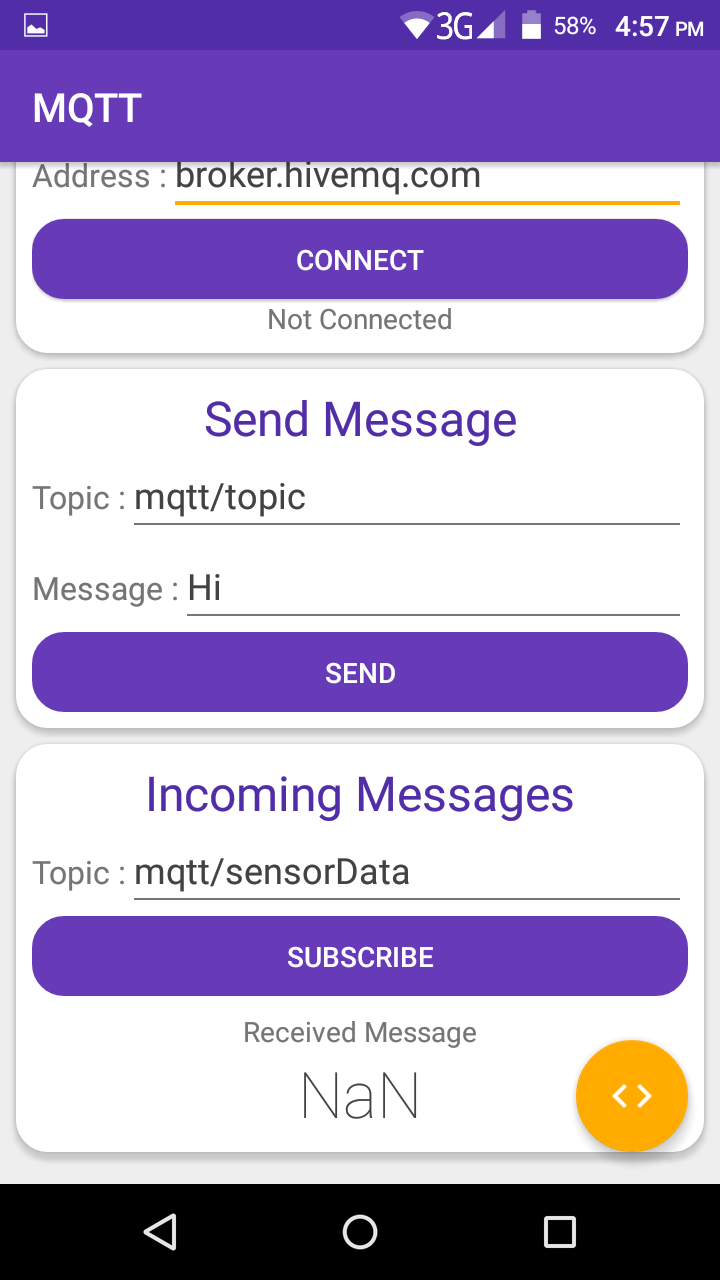 3G 58% 4:57 PM
MQTT
Address : broker.hivemq.com
CONNECT
Not Connected
Send Message
Topic : mqtt/topic
Message : Hi
SEND
Incoming Messages
Topic : mqtt/sensorData
SUBSCRIBE
Received Message
NaN